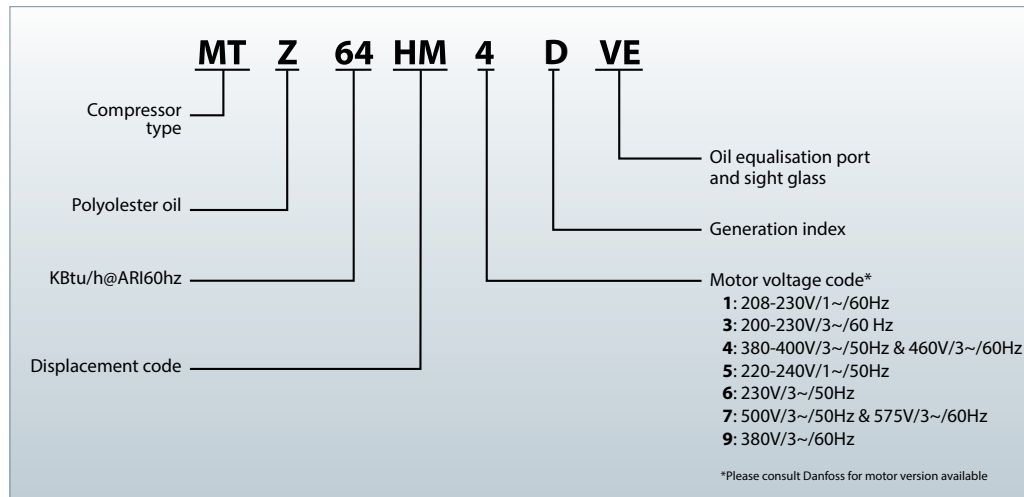 MT Z 64 HM 4 D VE
Compressor
type
Polyolester oil
KBtu/h@ARI60hz
Displacement code
Oil equalisation port
and sight glass
Generation index
Motor voltage code*
1: 208-230V/1~/60Hz
3: 200-230V/3~/60 Hz
4: 380-400V/3~/50Hz & 460V/3~/60Hz
5: 220-240V/1~/50Hz
6: 230V/3~/50Hz
7: 500V/3~/50Hz & 575V/3~/60Hz
9: 380V/3~/60Hz
*Please consult Danfoss for motor version available